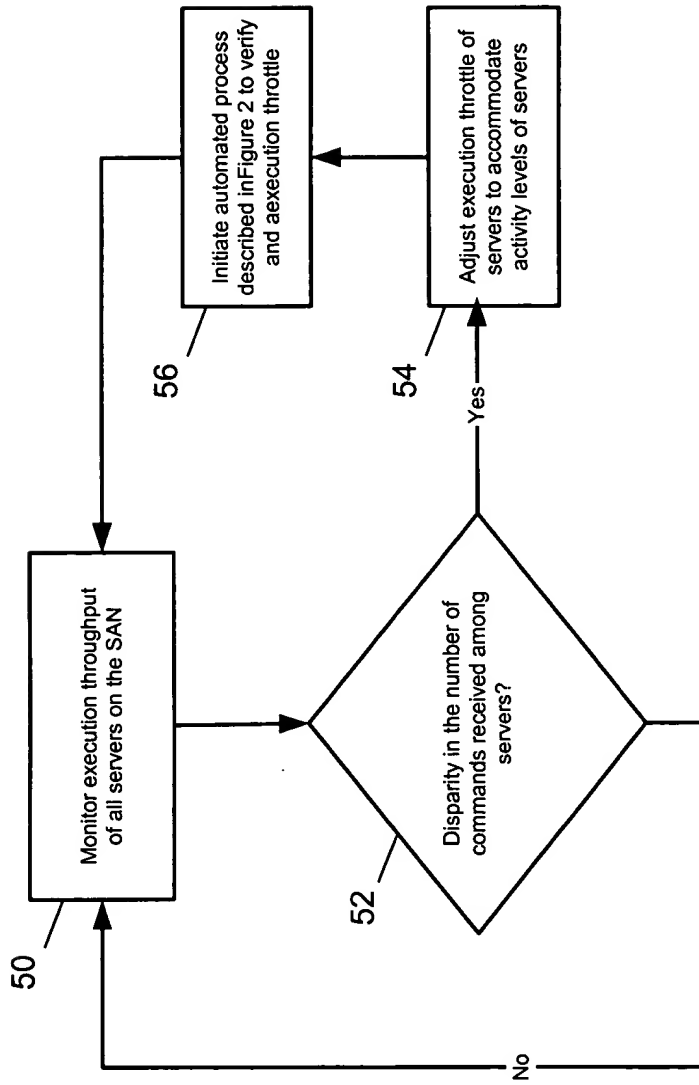 50
Monitor execution throughput
of all servers on the SAN
52
Disparity in the number of
commands received among
servers?
Yes
No
54
Adjust execution throttle of
servers to accommodate
activity levels of servers
56
Initiate automated process
described inFigure 2 to verify
and aexecution throttle